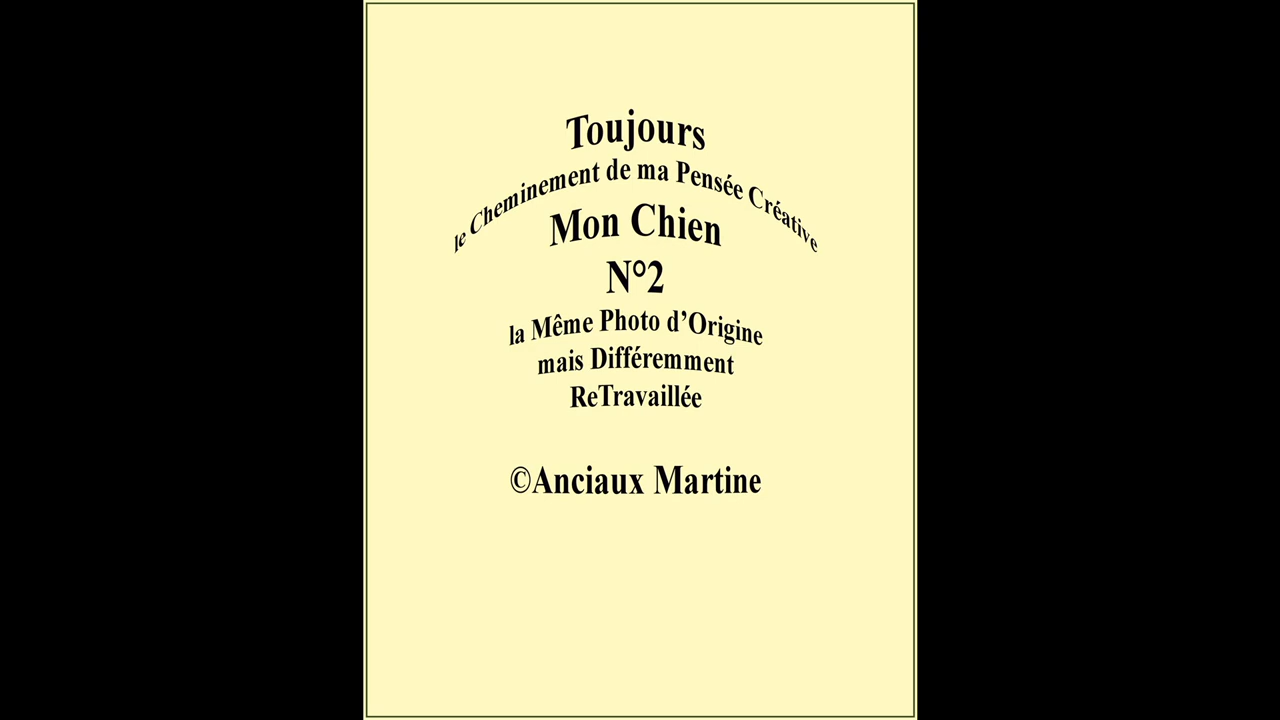 Toujours
le Cheminement de ma Pensée Créative
Mon Chien
N°2
la Même Photo d’Origine
mais Différemment
ReTravaillée
©Anciaux Martine